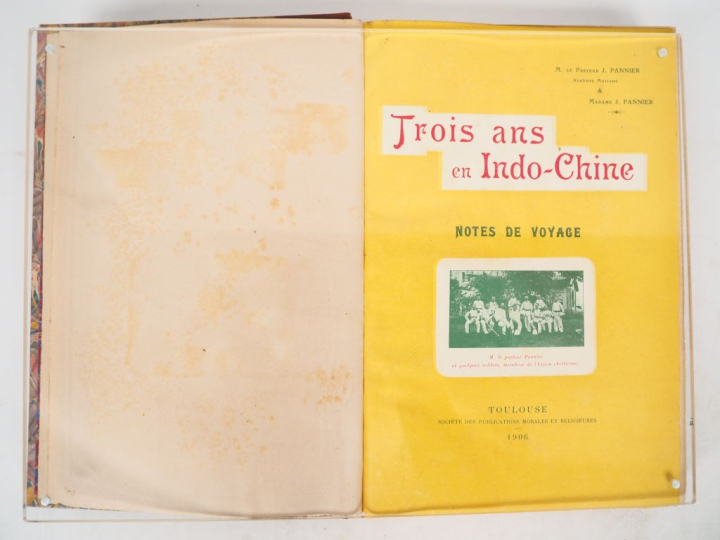 M. LE PASTEUR J. PANNIER
&
MADAME J. PANNIER
Trois ans
en Indo-Chine
NOTES DE VOYAGE
M. le pasteur Pannier
et quelques soldats, membres de l'Union chrétienne.
TOULOUSE
SOCIÉTÉ DES PUBLICATIONS MORALES ET RELIGIEUSES
1906